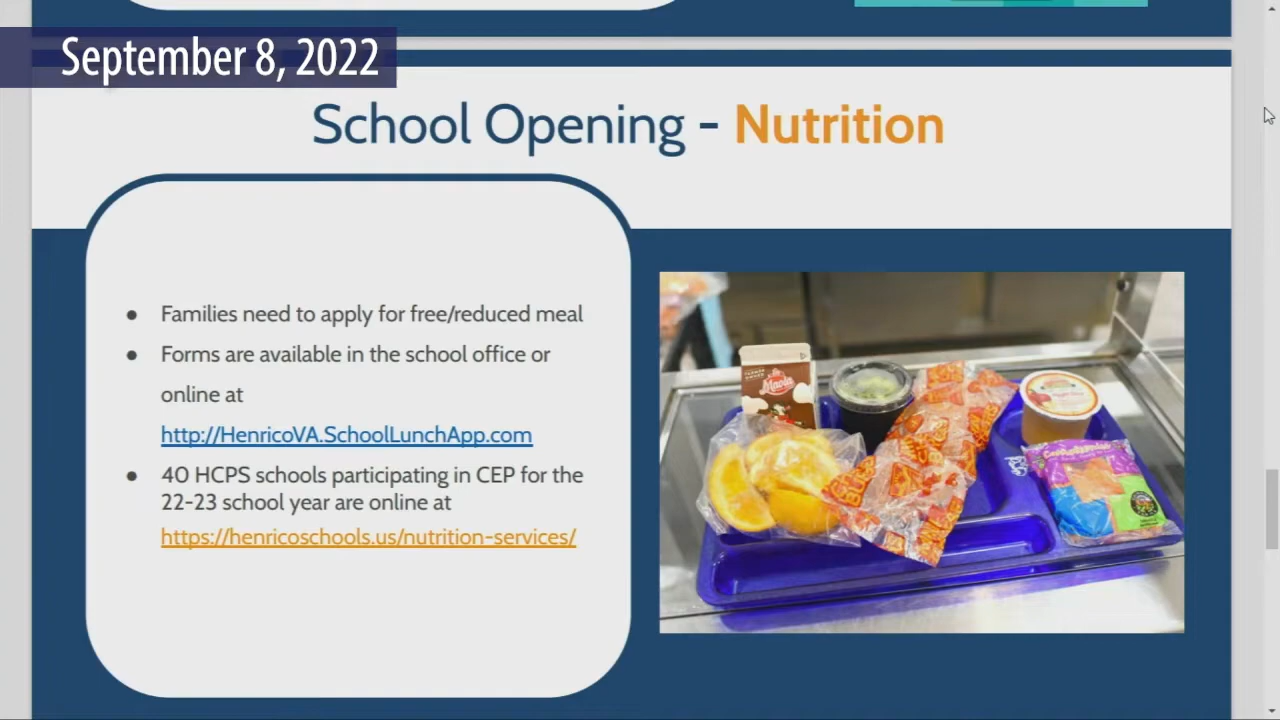 September 8, 2022
School Opening - Nutrition
● Families need to apply for free/reduced meal
● Forms are available in the school office or
online at
http://HenricoVA.SchoolLunchApp.com
● 40 HCPS schools participating in CEP for the
22-23 school year are online at
https://henricoschools.us/nutrition-services/
Maola